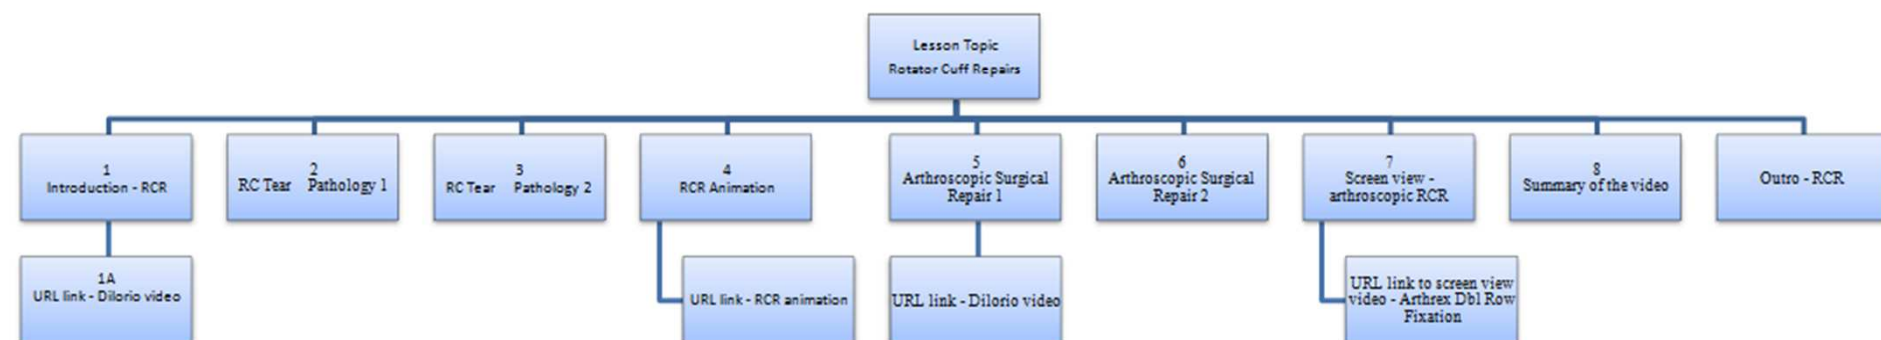 Lesson Topic
Rotator Cuff Repairs
1
Introduction - RCR
2
RC Tear Pathology 1
3
RC Tear Pathology 2
4
RCR Animation
5
Arthroscopic Surgical
Repair 1
6
Arthroscopic Surgical
Repair 2
7
Screen view -
arthroscopic RCR
8
Summary of the video
Outro - RCR
1A
URL link - Dilorio video
URL link - RCR animation
URL link - Dilorio video
URL link to screen view
video - Arthrex Dbl Row
Fixation